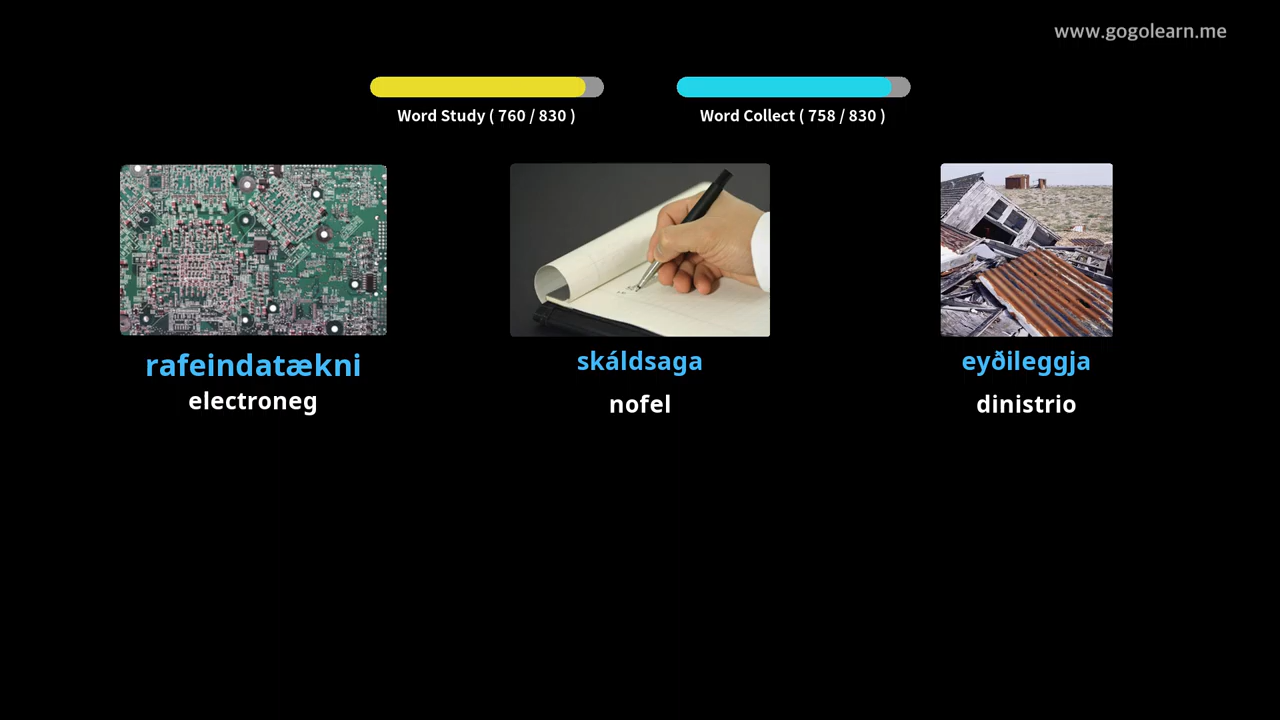 www.gogolearn.me
Word Study ( 760 / 830 )
Word Collect ( 758 / 830 )
rafeindatækni
electroneg
skáldsaga
nofel
eyðileggja
dinistrio